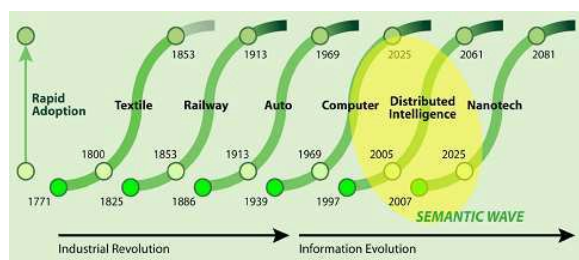 1853 1913 1969 2025 2061 2081
Rapid
Adoption
Textile Railway Auto Computer Distributed
Intelligence Nanotech
1800 1853 1913 1969 2005 2025
1771 1825 1886 1939 1997 2007
SEMANTIC WAVE
Industrial Revolution Information Evolution